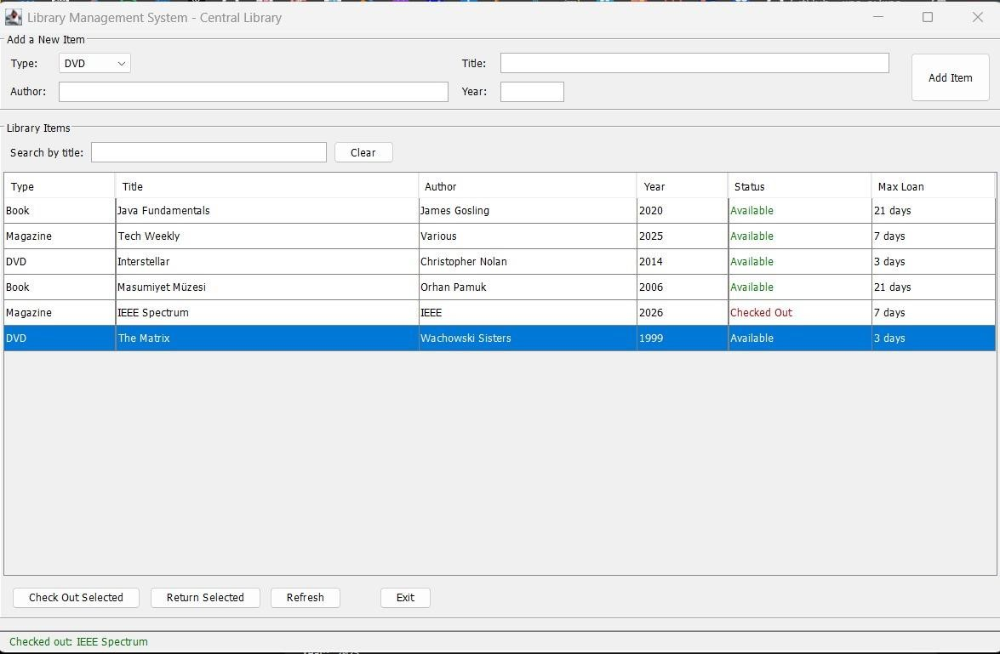 Library Management System - Central Library
Add a New Item
Type: DVD Title: Add Item
Author: Year:
Library Items
Search by title: Clear
Type Title Author Year Status Max Loan
Book Java Fundamentals James Gosling 2020 Available 21 days
Magazine Tech Weekly Various 2025 Available 7 days
DVD Interstellar Christopher Nolan 2014 Available 3 days
Book Masumiyet Müzesi Orhan Pamuk 2006 Available 21 days
Magazine IEEE Spectrum IEEE 2026 Checked Out 7 days
DVD The Matrix Wachowski Sisters 1999 Available 3 days
Check Out Selected Return Selected Refresh Exit
Checked out: IEEE Spectrum